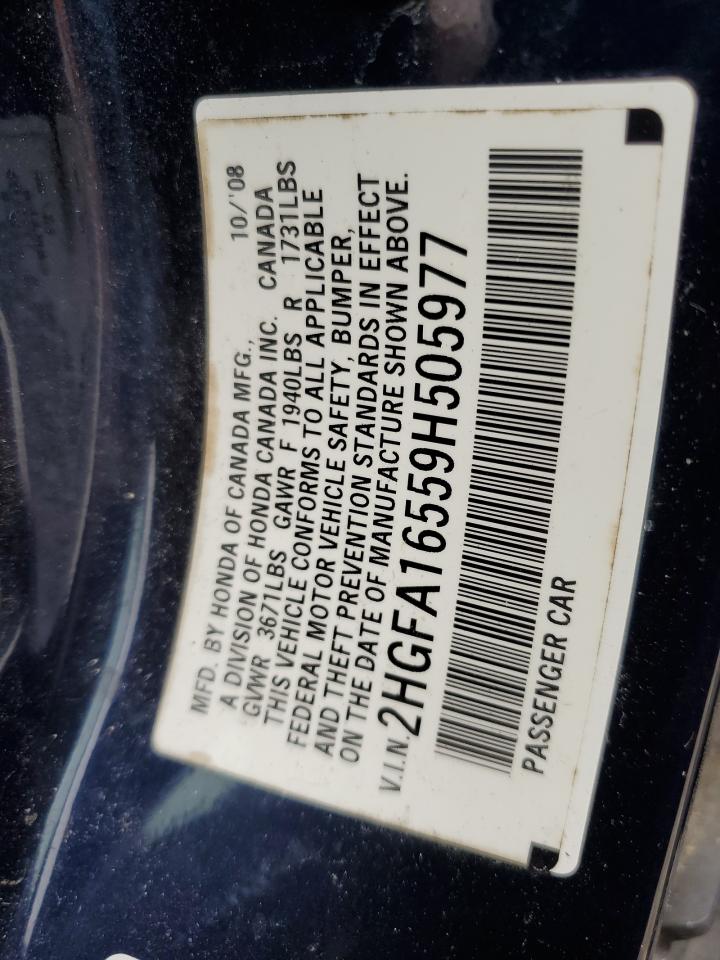 MFD. BY HONDA OF CANADA MFG., 10/'08
A DIVISION OF HONDA CANADA INC. CANADA
GVWR 3671LBS GAWR F 1940LBS R 1731LBS
THIS VEHICLE CONFORMS TO ALL APPLICABLE
FEDERAL MOTOR VEHICLE SAFETY, BUMPER,
AND THEFT PREVENTION STANDARDS IN EFFECT
ON THE DATE OF MANUFACTURE SHOWN ABOVE.
V.I.N. 2HGFA16559H505977
PASSENGER CAR